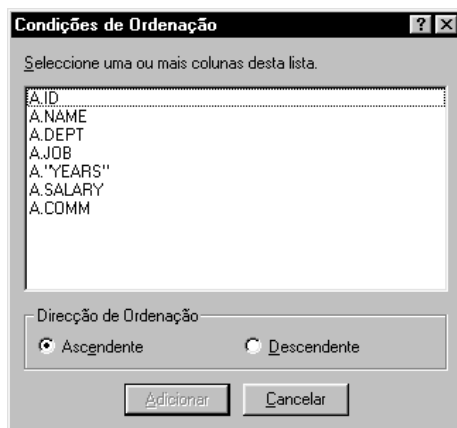 Condições de Ordenação
Seleccione uma ou mais colunas desta lista.
A.ID
A.NAME
A.DEPT
A.JOB
A."YEARS"
A.SALARY
A.COMM
Direcção de Ordenação
Ascendente Descendente
Adicionar Cancelar